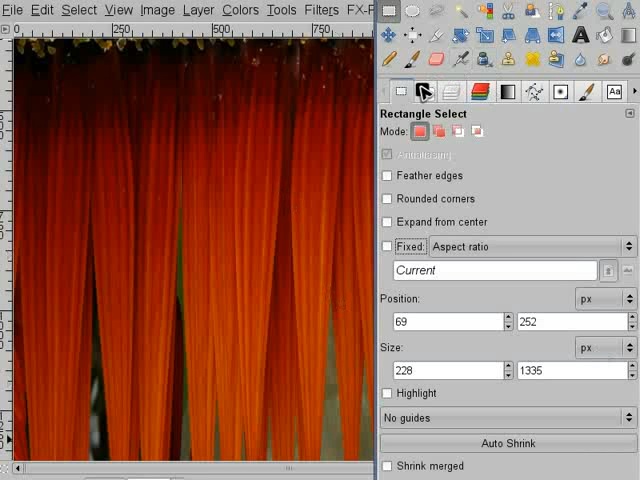 File Edit Select View Image Layer Colors Tools Filters FX-F
0 250 500 750
Aa
Rectangle Select
Mode:
Antialiasing
Feather edges
Rounded corners
Expand from center
Fixed: Aspect ratio
Current
Position: px
69 252
Size: px
228 1335
Highlight
No guides
Auto Shrink
Shrink merged